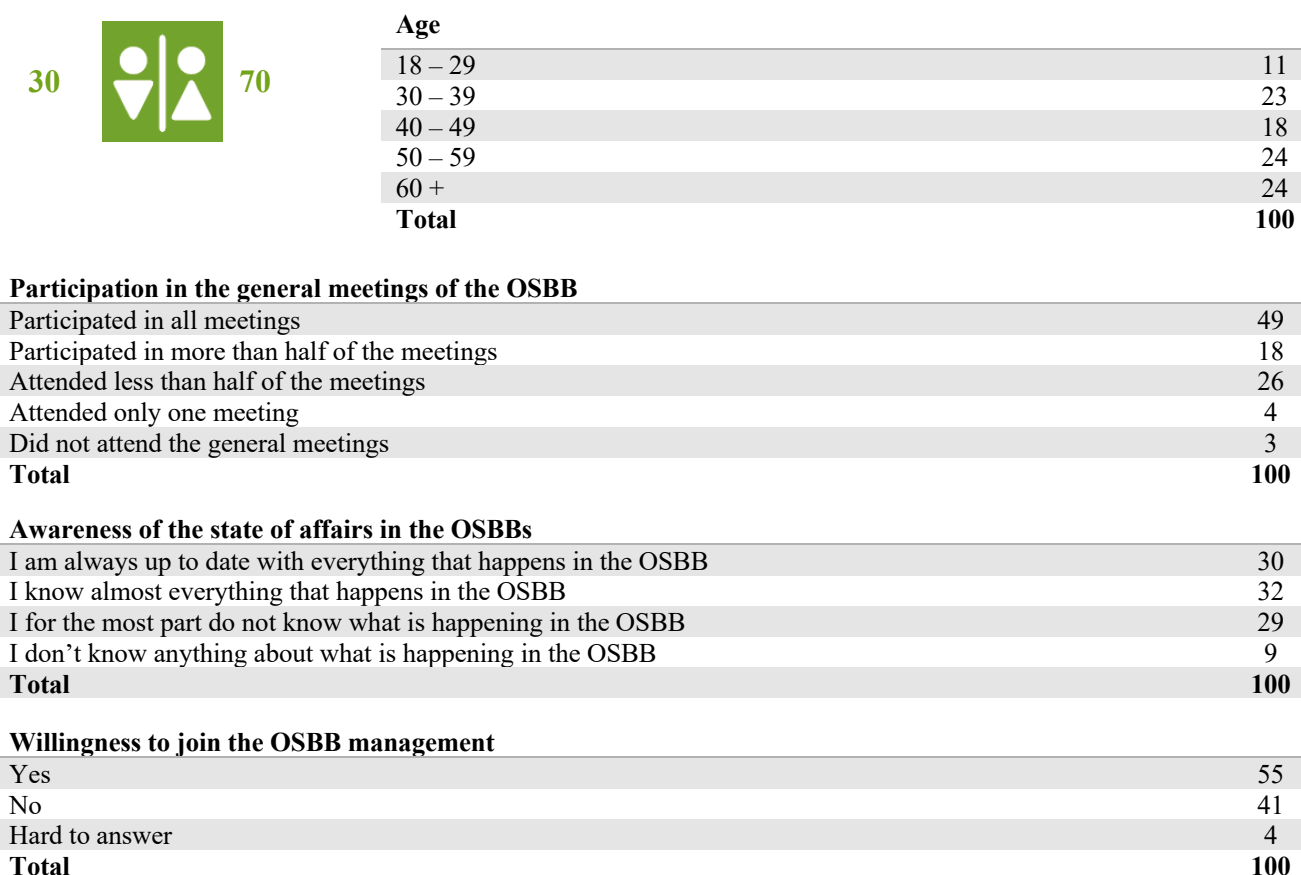 30
70
Age
18 – 29 11
30 – 39 23
40 – 49 18
50 – 59 24
60 + 24
Total 100
Participation in the general meetings of the OSBB
Participated in all meetings 49
Participated in more than half of the meetings 18
Attended less than half of the meetings 26
Attended only one meeting 4
Did not attend the general meetings 3
Total 100
Awareness of the state of affairs in the OSBBs
I am always up to date with everything that happens in the OSBB 30
I know almost everything that happens in the OSBB 32
I for the most part do not know what is happening in the OSBB 29
I don’t know anything about what is happening in the OSBB 9
Total 100
Willingness to join the OSBB management
Yes 55
No 41
Hard to answer 4
Total 100